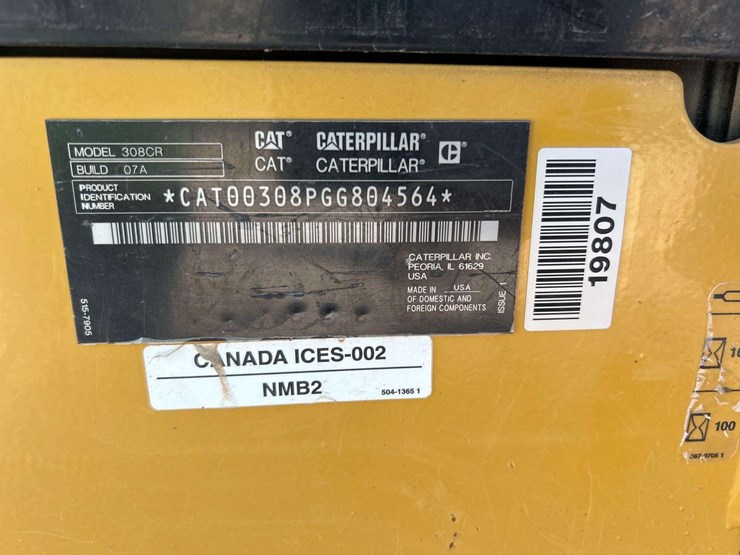 CAT® CATERPILLAR®
CAT® CATERPILLAR® C
MODEL 308CR
BUILD 07A
PRODUCT
IDENTIFICATION
NUMBER
*CAT00308PGG804564*
CATERPILLAR INC.
PEORIA, IL 61629
USA
MADE IN USA
OF DOMESTIC AND
FOREIGN COMPONENTS
ISSUE 1
515-7905
19807
CANADA ICES-002
NMB2
504-1365 1
10
100